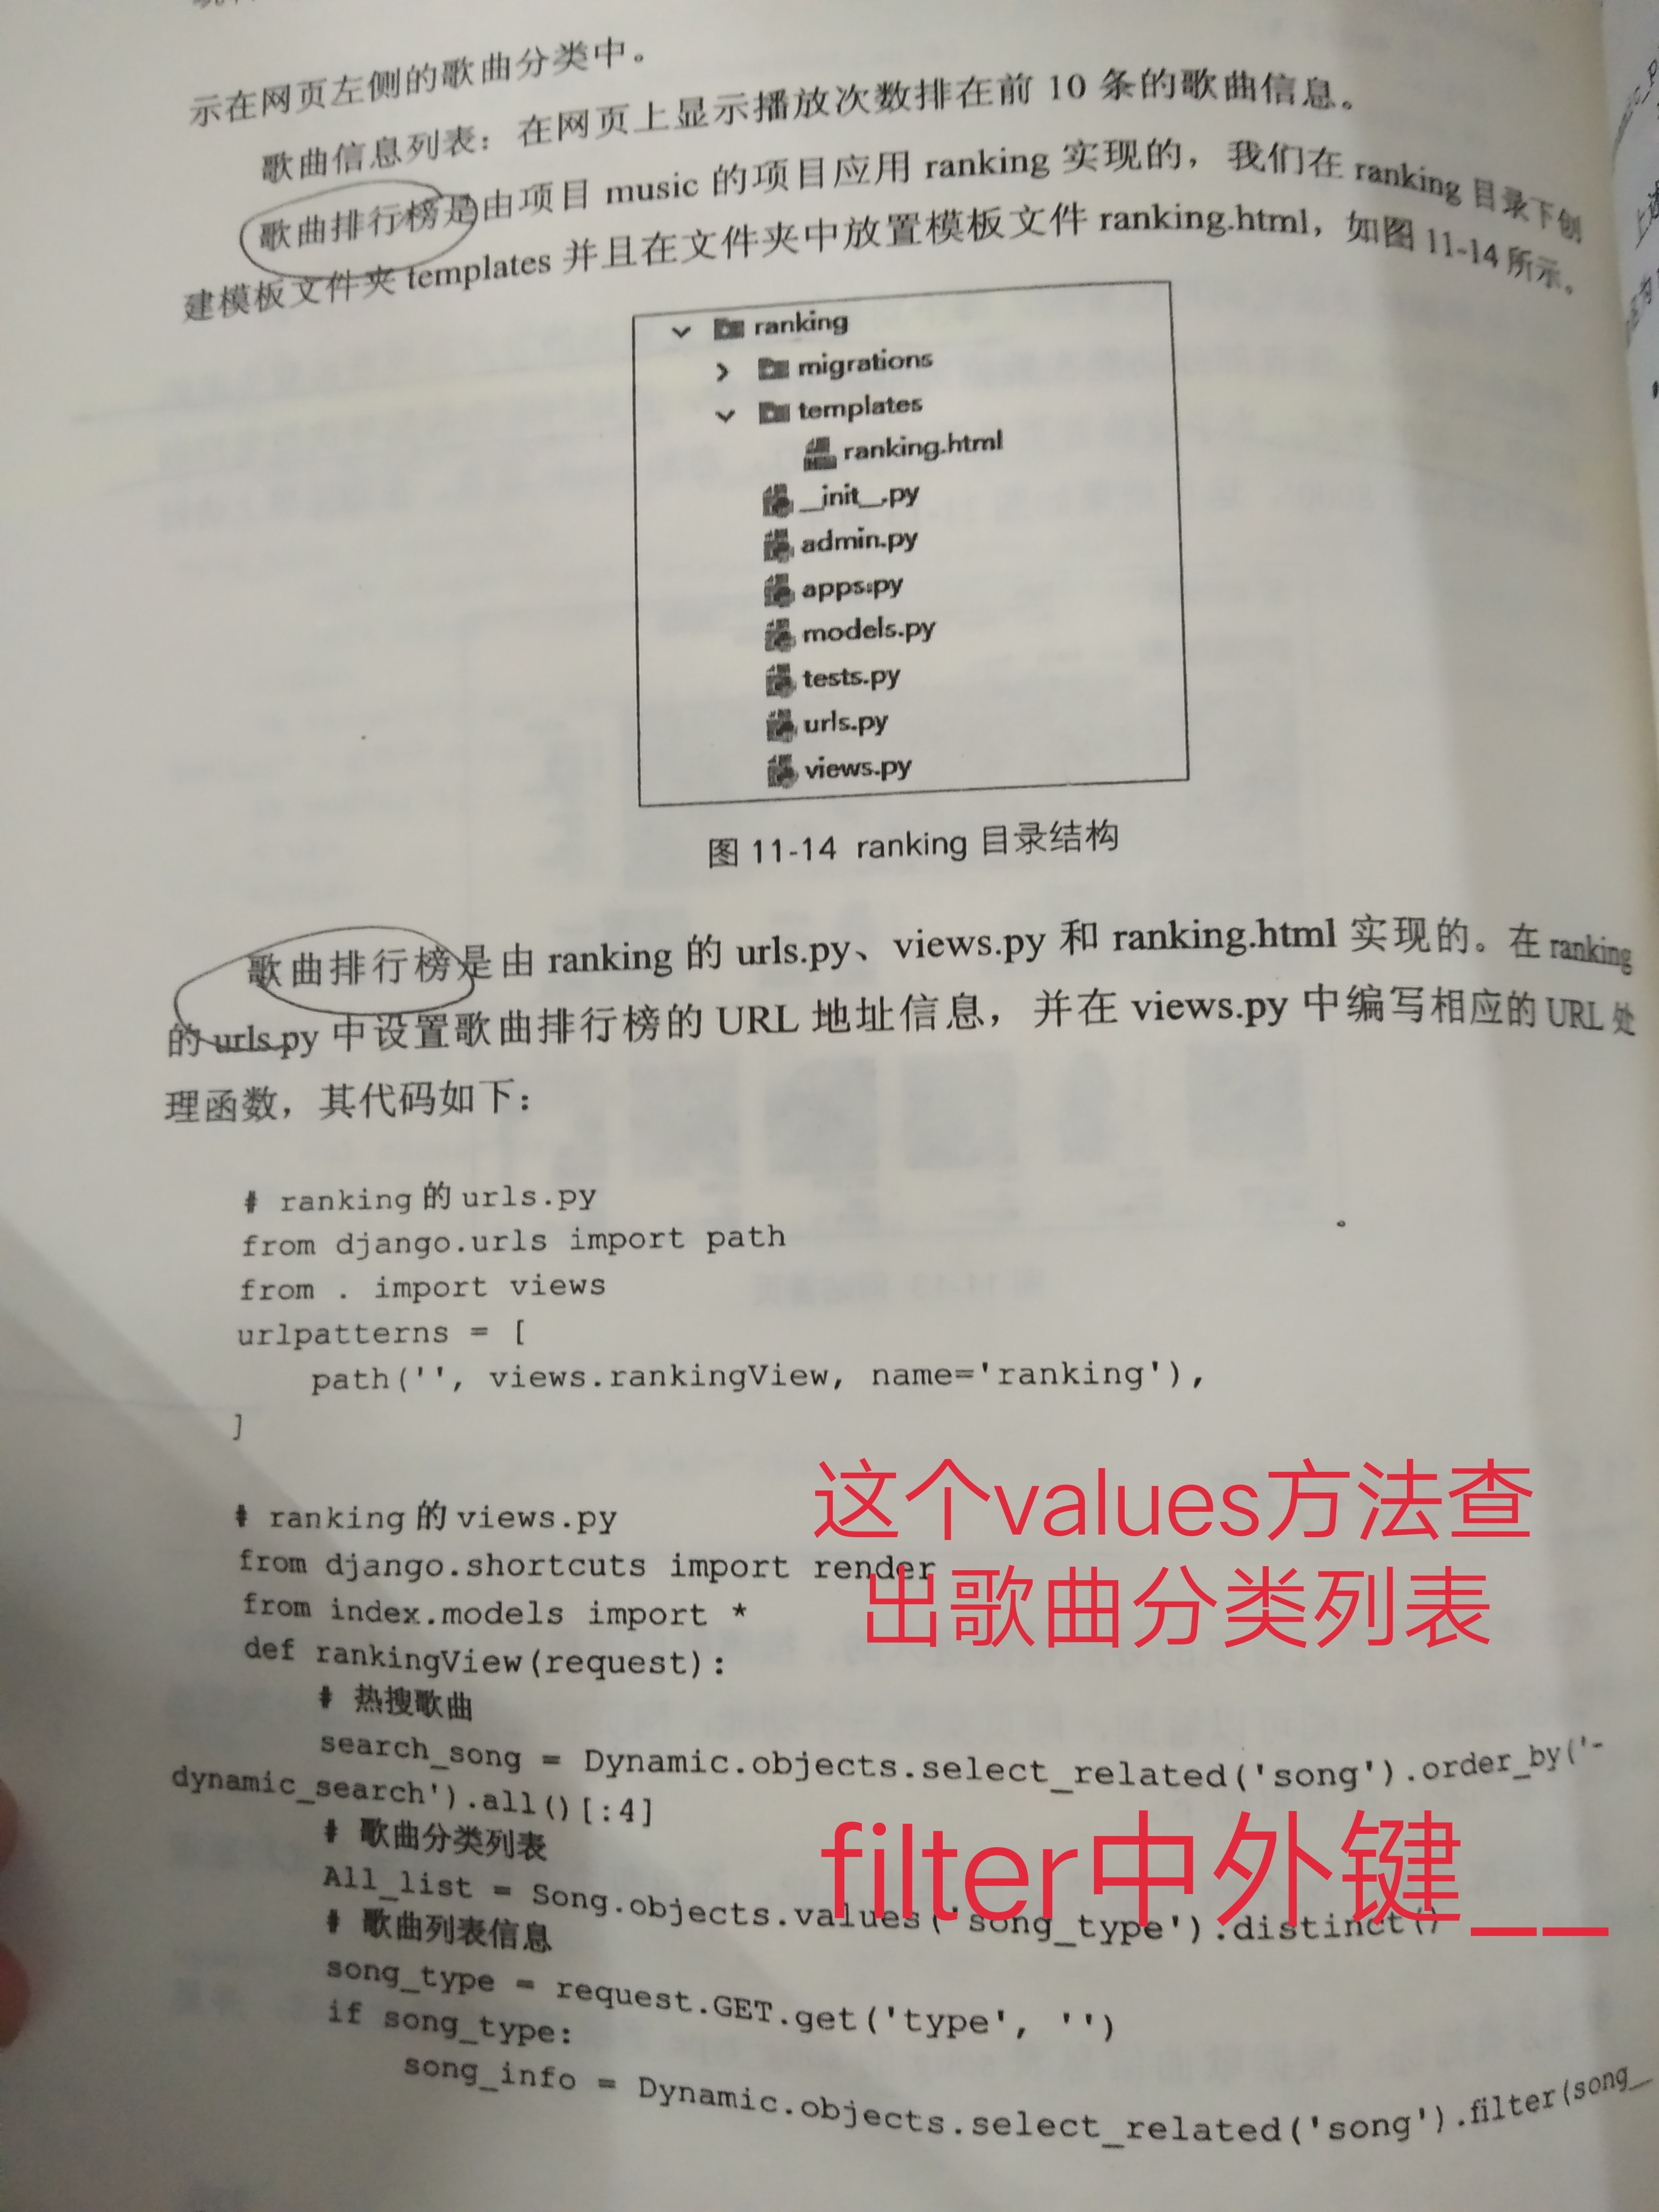 示在网页左侧的歌曲分类中。
歌曲信息列表：在网页上显示播放次数排在前 10 条的歌曲信息。
歌曲排行榜是由项目 music 的项目应用 ranking 实现的，我们在 ranking 目录下创
建模板文件夹 templates 并且在文件夹中放置模板文件 ranking.html，如图 11-14 所示。
ranking
migrations
templates
ranking.html
__init__.py
admin.py
apps.py
models.py
tests.py
urls.py
views.py
图 11-14 ranking 目录结构
歌曲排行榜是由 ranking 的 urls.py、views.py 和 ranking.html 实现的。在 ranking
的 urls.py 中设置歌曲排行榜的 URL 地址信息，并在 views.py 中编写相应的 URL 处
理函数，其代码如下：
# ranking 的 urls.py
from django.urls import path
from . import views
urlpatterns = [
path('', views.rankingView, name='ranking'),
]
这个values方法查
出歌曲分类列表
# ranking 的 views.py
from django.shortcuts import render
from index.models import *
def rankingView(request):
# 热搜歌曲
search_song = Dynamic.objects.select_related('song').order_by('-
dynamic_search').all()[:4]
# 歌曲分类列表
filter中外键__
All_list = Song.objects.values('song_type').distinct()
# 歌曲列表信息
song_type = request.GET.get('type', '')
if song_type:
song_info = Dynamic.objects.select_related('song').filter(song_